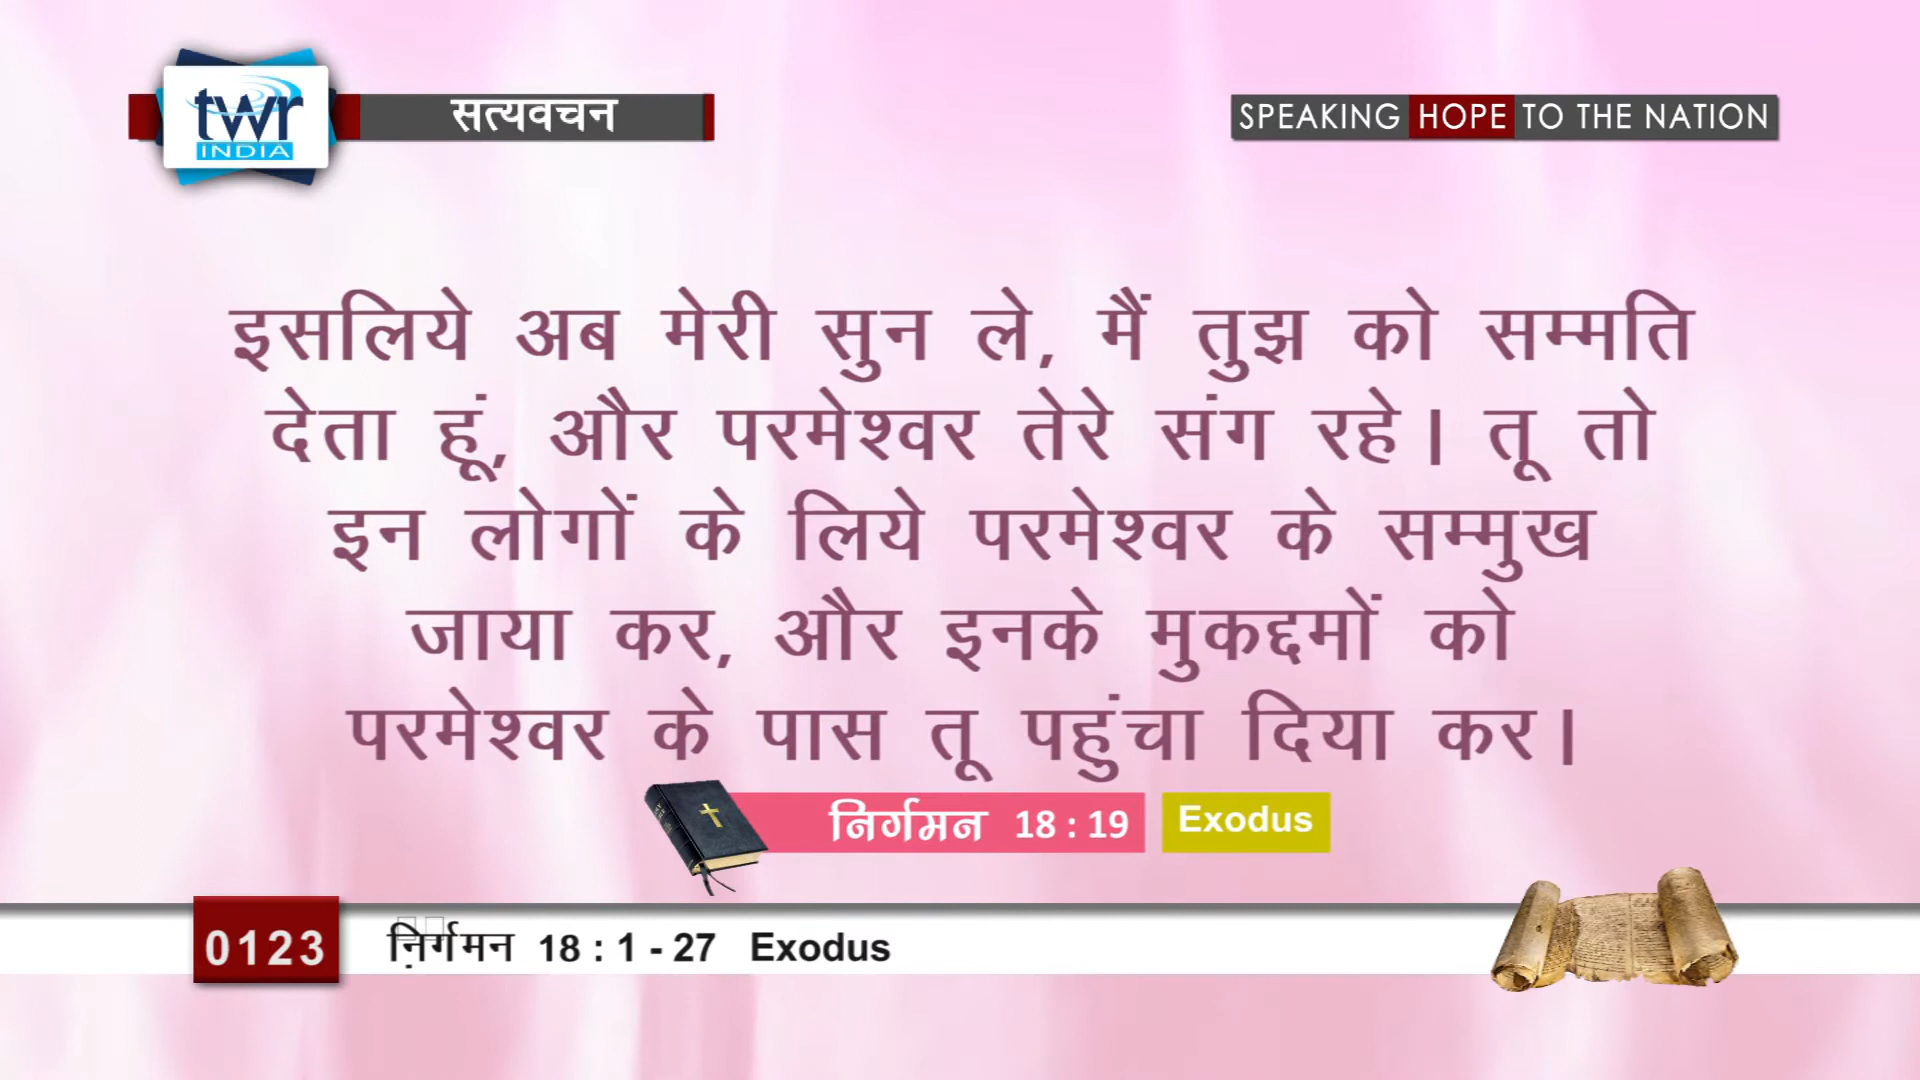 twr
INDIA
सत्यवचन
SPEAKING HOPE TO THE NATION
इसलिये अब मेरी सुन ले, मैं तुझ को सम्मति
देता हूं, और परमेश्वर तेरे संग रहे। तू तो
इन लोगों के लिये परमेश्वर के सम्मुख
जाया कर, और इनके मुकद्दमों को
परमेश्वर के पास तू पहुंचा दिया कर।
निर्गमन 18 : 19 Exodus
0123 निर्गमन 18 : 1 - 27 Exodus